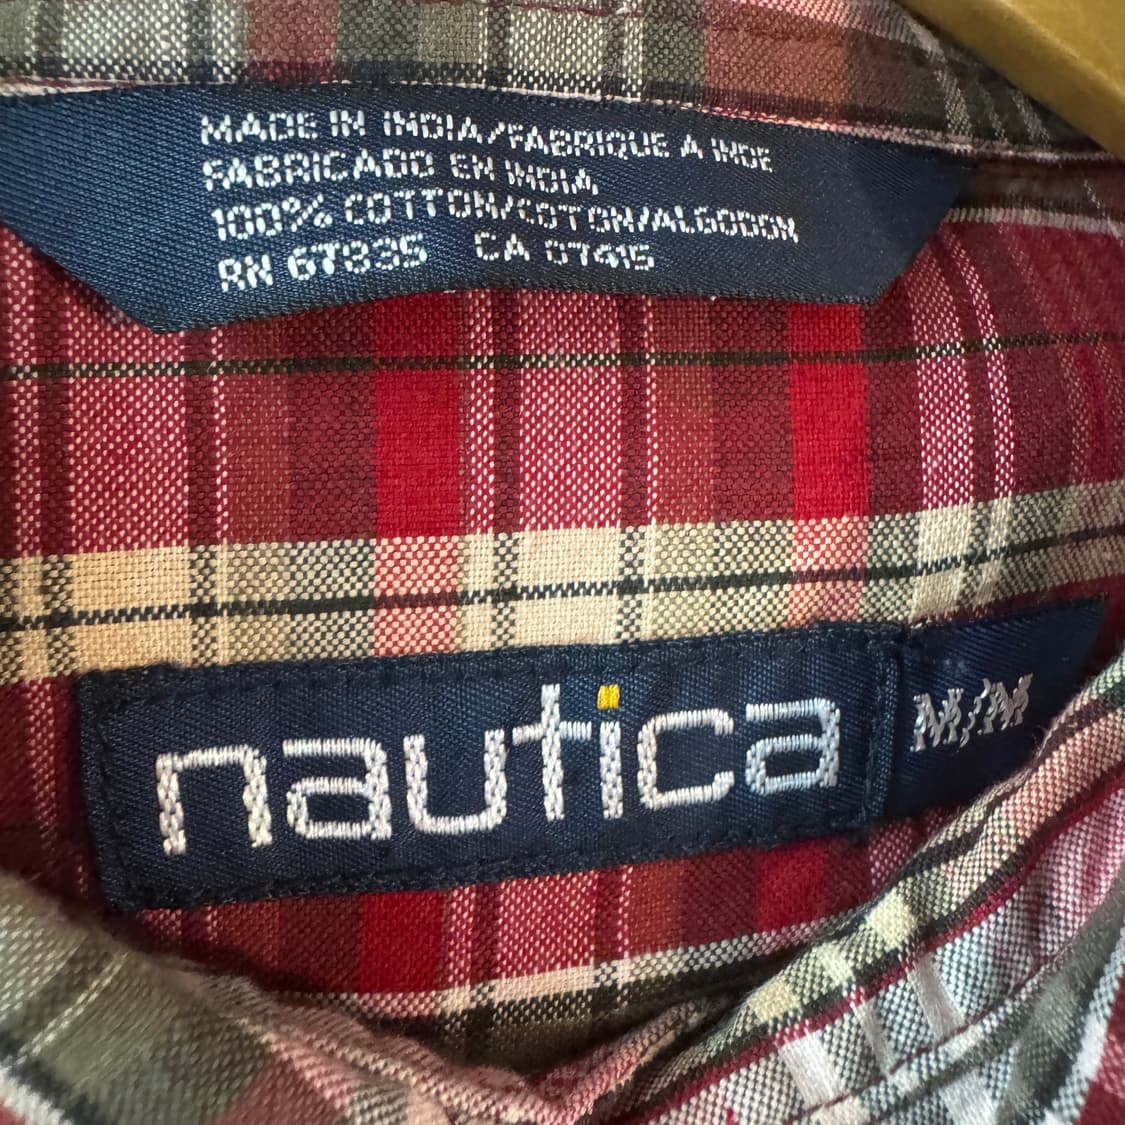 MADE IN INDIA/FABRIQUE A INDE
FABRICADO EN INDIA
100% COTTON/COTON/ALGODON
RN 67835 CA 07415
nautica
M/M